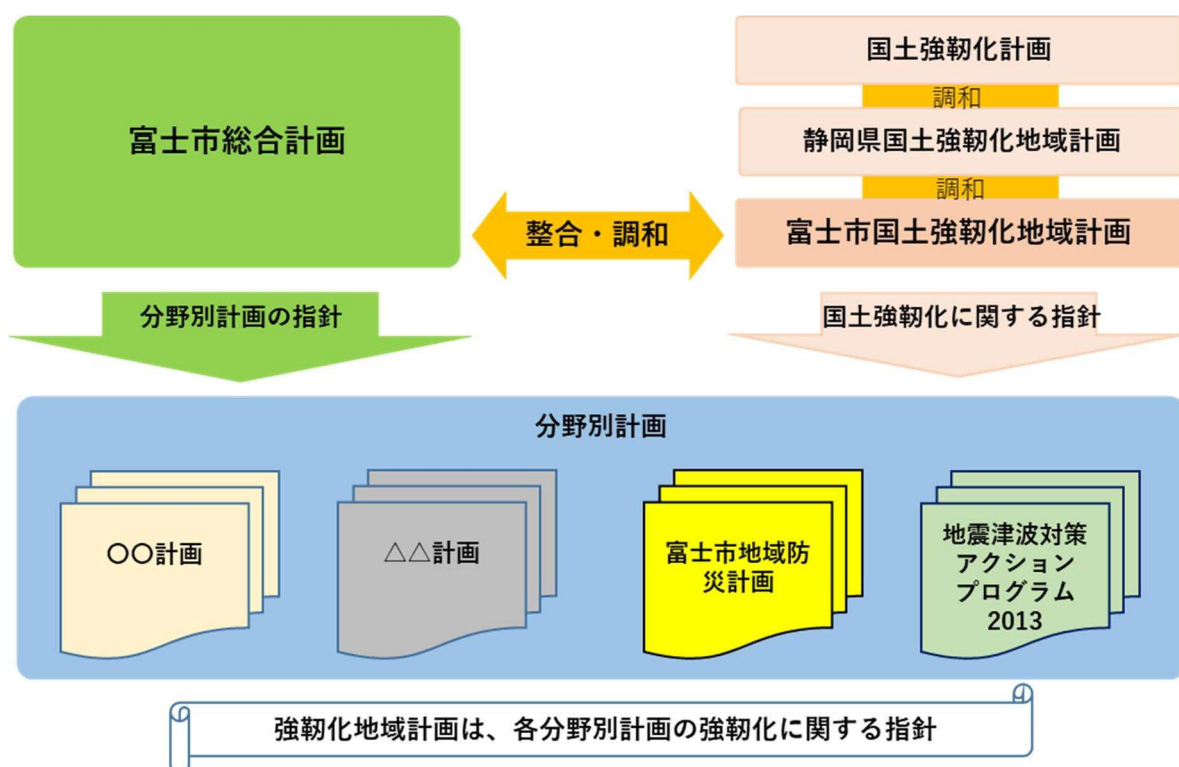 富士市総合計画
国土強靭化計画
調和
静岡県国土強靭化地域計画
調和
富士市国土強靭化地域計画
整合・調和
分野別計画の指針
国土強靭化に関する指針
分野別計画
〇〇計画
△△計画
富士市地域防
災計画
地震津波対策
アクション
プログラム
2013
強靭化地域計画は、各分野別計画の強靭化に関する指針